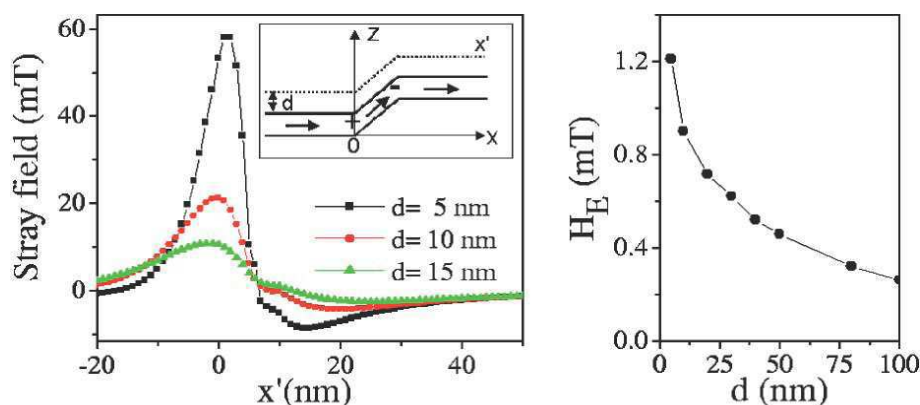 Stray field (mT)
60
40
20
0
-20
0
20
40
x'(nm)
Z
x'
d
+
-
0
X
d= 5 nm
d= 10 nm
d= 15 nm
H_E (mT)
1.2
0.8
0.4
0.0
0
25
50
75
100
d (nm)